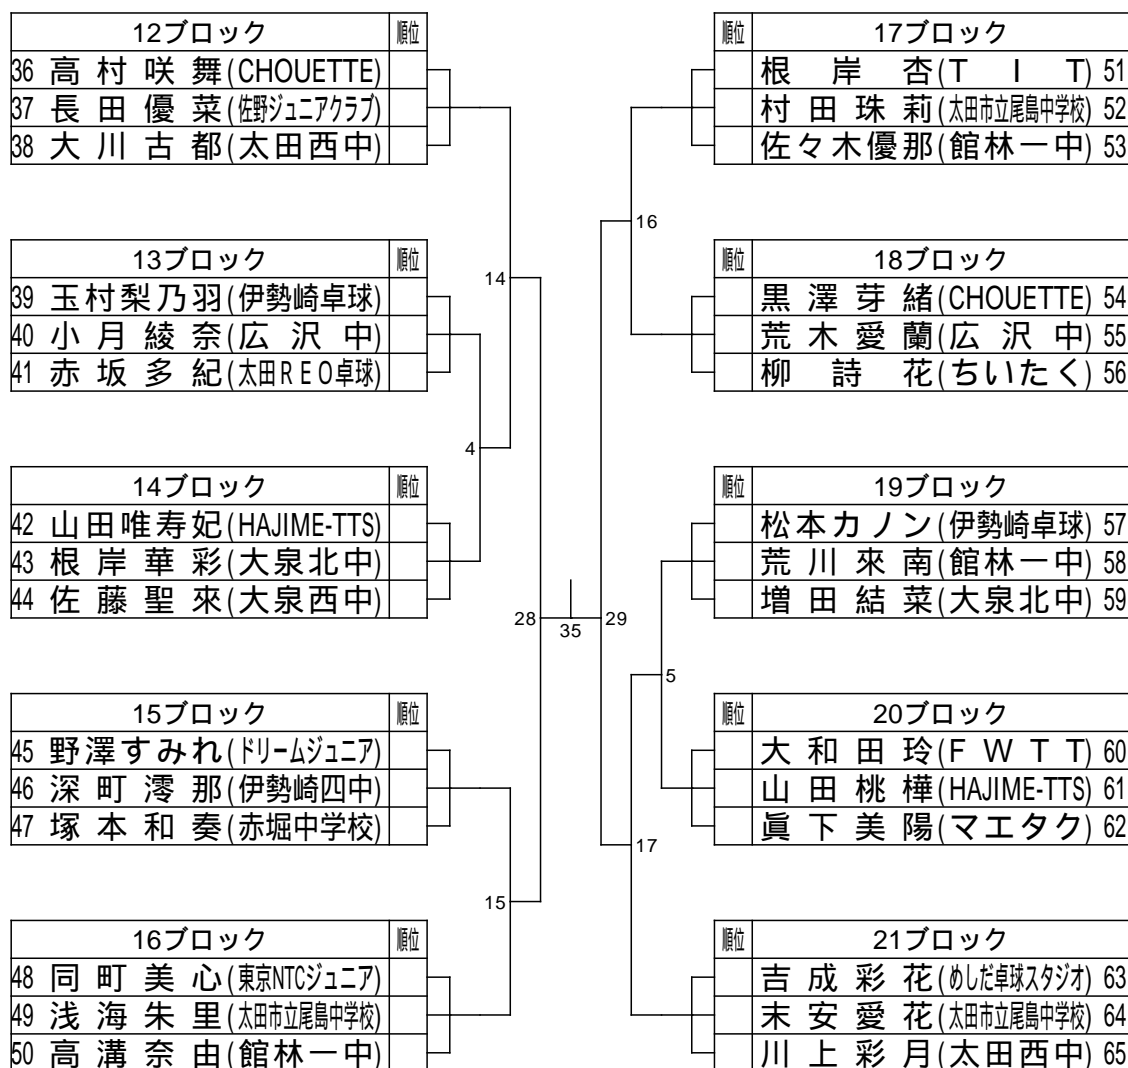 12ブロック 順位
36 高村咲舞(CHOUETTE)
37 長田優菜(佐野ジュニアクラブ)
38 大川古都(太田西中)
13ブロック 順位
39 玉村梨乃羽(伊勢崎卓球)
40 小月綾奈(広沢中)
41 赤坂多紀(太田REO卓球)
14ブロック 順位
42 山田唯寿妃(HAJIME-TTS)
43 根岸華彩(大泉北中)
44 佐藤聖來(大泉西中)
15ブロック 順位
45 野澤すみれ(ドリームジュニア)
46 深町澪那(伊勢崎四中)
47 塚本和奏(赤堀中学校)
16ブロック 順位
48 同町美心(東京NTCジュニア)
49 浅海朱里(太田市立尾島中学校)
50 高溝奈由(館林一中)
14
4
15
28
35
29
16
5
17
順位 17ブロック
根岸杏(TIT) 51
村田珠莉(太田市立尾島中学校) 52
佐々木優那(館林一中) 53
順位 18ブロック
黒澤芽緒(CHOUETTE) 54
荒木愛蘭(広沢中) 55
柳詩花(ちいたく) 56
順位 19ブロック
松本カノン(伊勢崎卓球) 57
荒川來南(館林一中) 58
増田結菜(大泉北中) 59
順位 20ブロック
大和田玲(FWTT) 60
山田桃樺(HAJIME-TTS) 61
眞下美陽(マエタク) 62
順位 21ブロック
吉成彩花(めしだ卓球スタジオ) 63
末安愛花(太田市立尾島中学校) 64
川上彩月(太田西中) 65